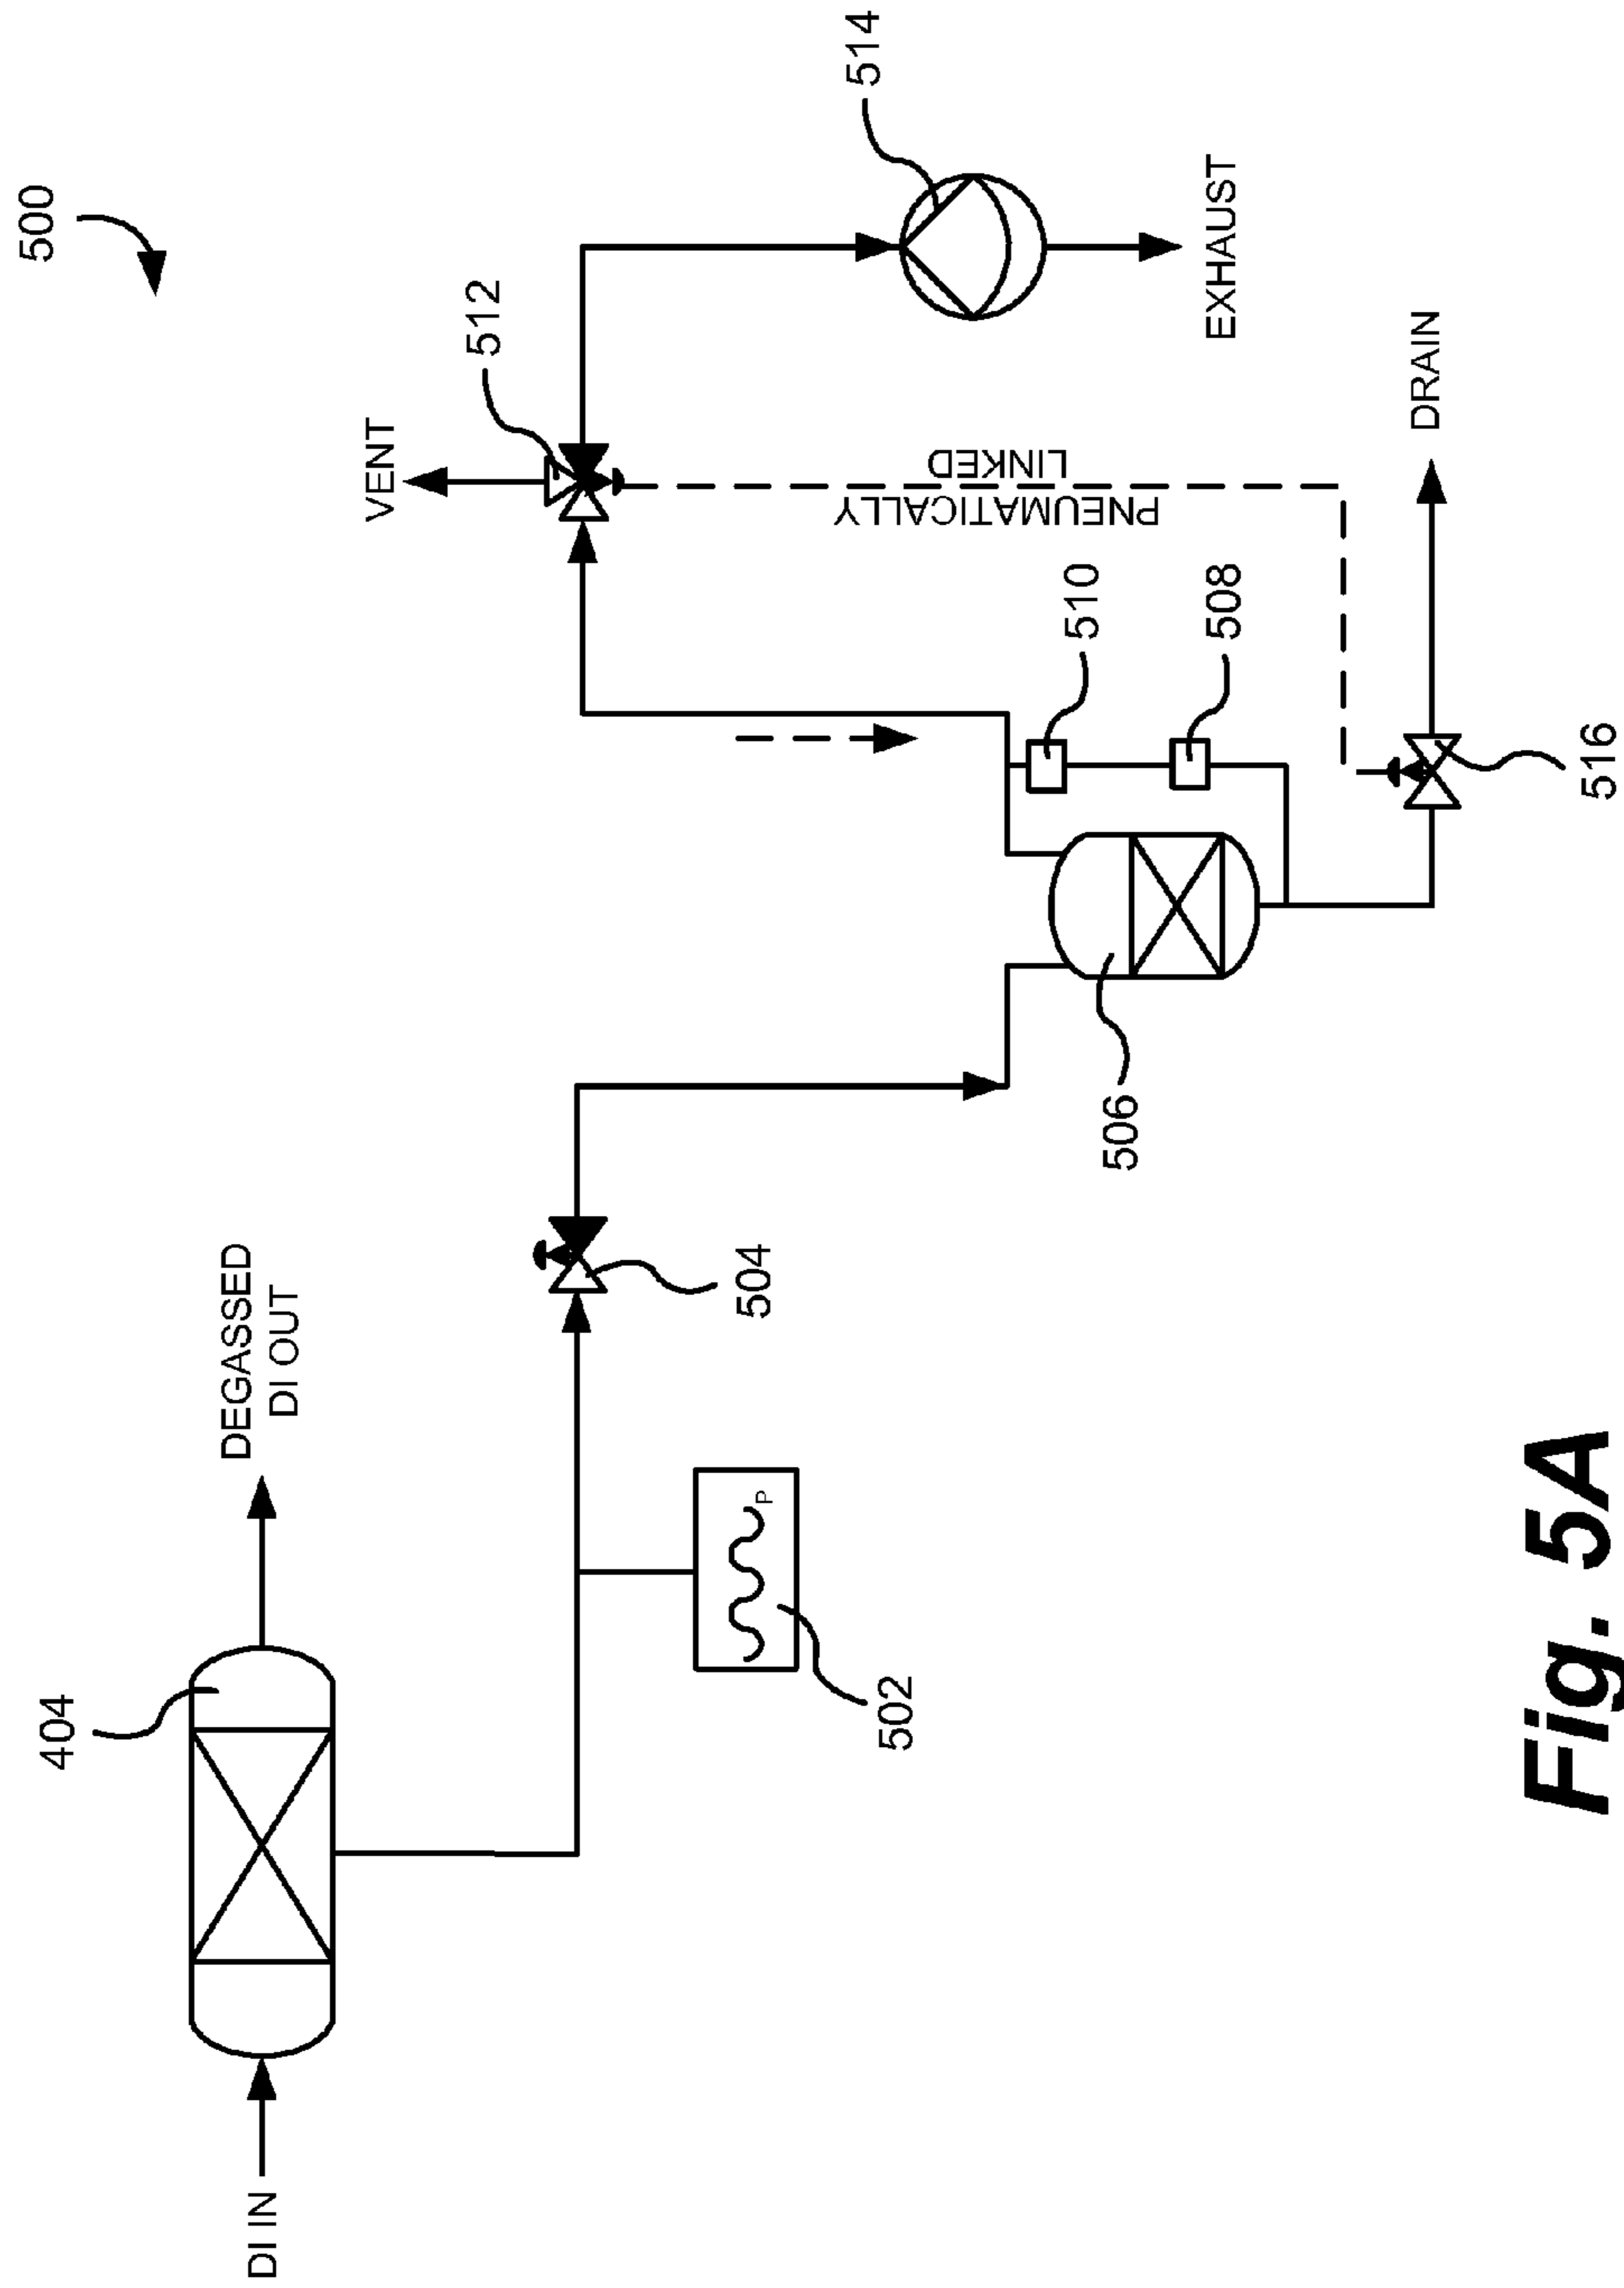 500
404
DEGASSED
DI OUT
DI IN
502
504
VENT
512
514
EXHAUST
PNEUMATICALLY
LINKED
510
508
506
DRAIN
516
P
Fig. 5A